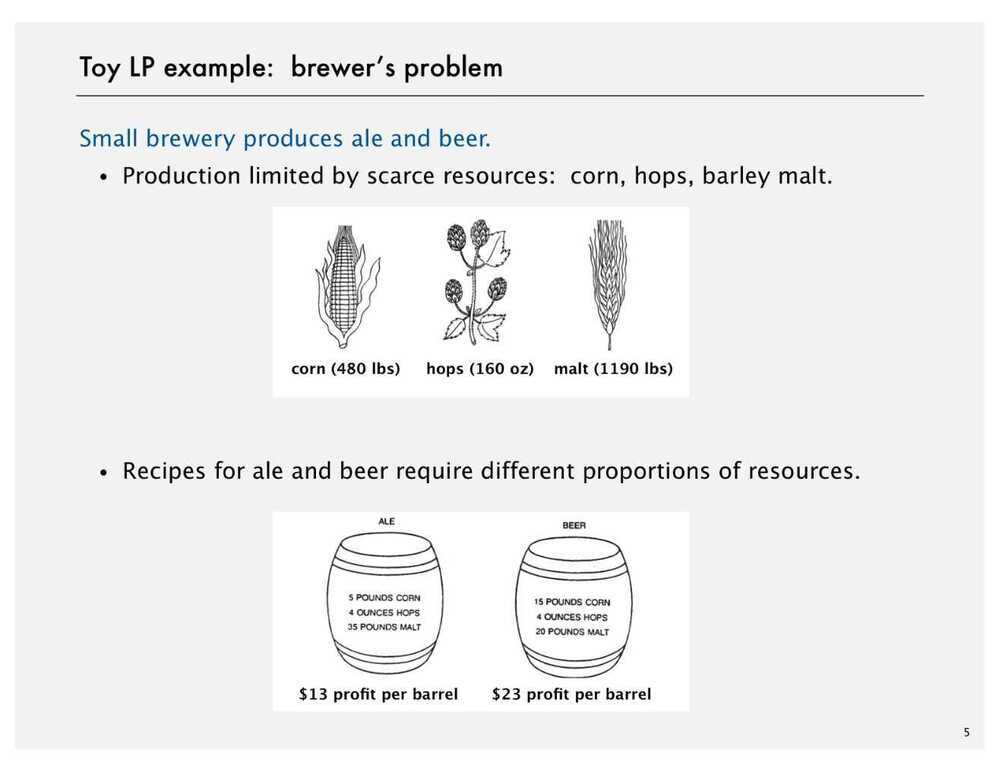 Toy LP example: brewer's problem
Small brewery produces ale and beer.
• Production limited by scarce resources: corn, hops, barley malt.
corn (480 lbs) hops (160 oz) malt (1190 lbs)
• Recipes for ale and beer require different proportions of resources.
ALE
5 POUNDS CORN
4 OUNCES HOPS
35 POUNDS MALT
$13 profit per barrel
BEER
15 POUNDS CORN
4 OUNCES HOPS
20 POUNDS MALT
$23 profit per barrel
5